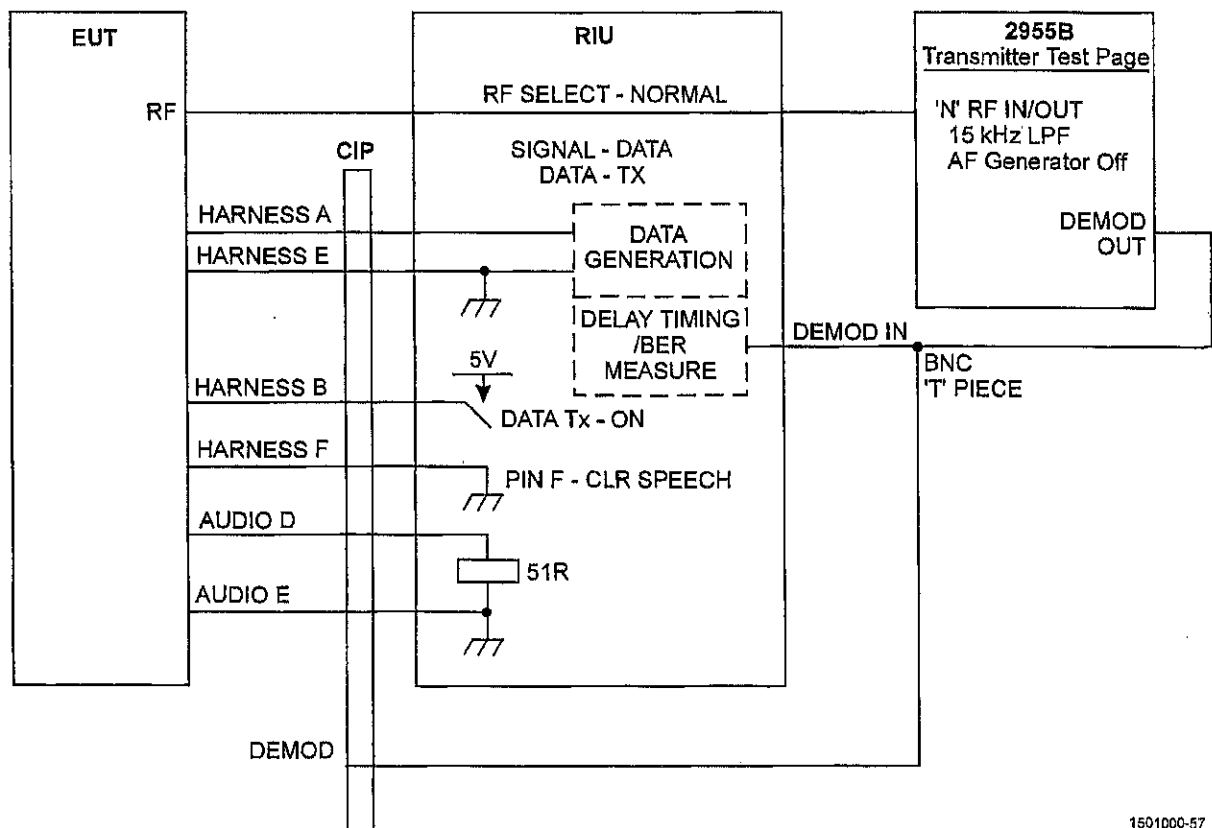 EUT
RIU
2955B
Transmitter Test Page
RF
RF SELECT - NORMAL
'N' RF IN/OUT
15 kHz LPF
AF Generator Off
CIP
SIGNAL - DATA
DATA - TX
HARNESS A
DATA
GENERATION
DEMOD
OUT
HARNESS E
DELAY TIMING
/BER
MEASURE
DEMOD IN
BNC
'T' PIECE
5V
HARNESS B
DATA Tx - ON
HARNESS F
PIN F - CLR SPEECH
AUDIO D
51R
AUDIO E
DEMOD
1501000-57